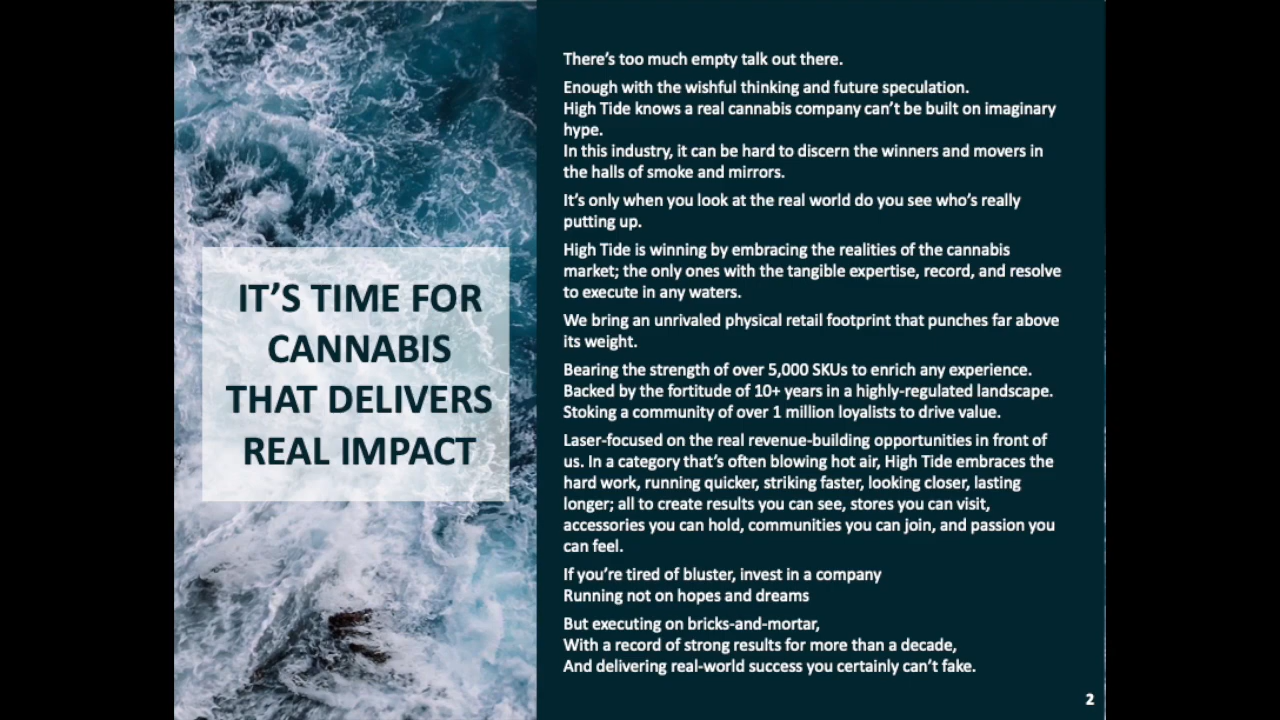 IT’S TIME FOR
CANNABIS
THAT DELIVERS
REAL IMPACT
There’s too much empty talk out there.
Enough with the wishful thinking and future speculation.
High Tide knows a real cannabis company can’t be built on imaginary
hype.
In this industry, it can be hard to discern the winners and movers in
the halls of smoke and mirrors.
It’s only when you look at the real world do you see who’s really
putting up.
High Tide is winning by embracing the realities of the cannabis
market; the only ones with the tangible expertise, record, and resolve
to execute in any waters.
We bring an unrivaled physical retail footprint that punches far above
its weight.
Bearing the strength of over 5,000 SKUs to enrich any experience.
Backed by the fortitude of 10+ years in a highly-regulated landscape.
Stoking a community of over 1 million loyalists to drive value.
Laser-focused on the real revenue-building opportunities in front of
us. In a category that’s often blowing hot air, High Tide embraces the
hard work, running quicker, striking faster, looking closer, lasting
longer; all to create results you can see, stores you can visit,
accessories you can hold, communities you can join, and passion you
can feel.
If you’re tired of bluster, invest in a company
Running not on hopes and dreams
But executing on bricks-and-mortar,
With a record of strong results for more than a decade,
And delivering real-world success you certainly can’t fake.
2